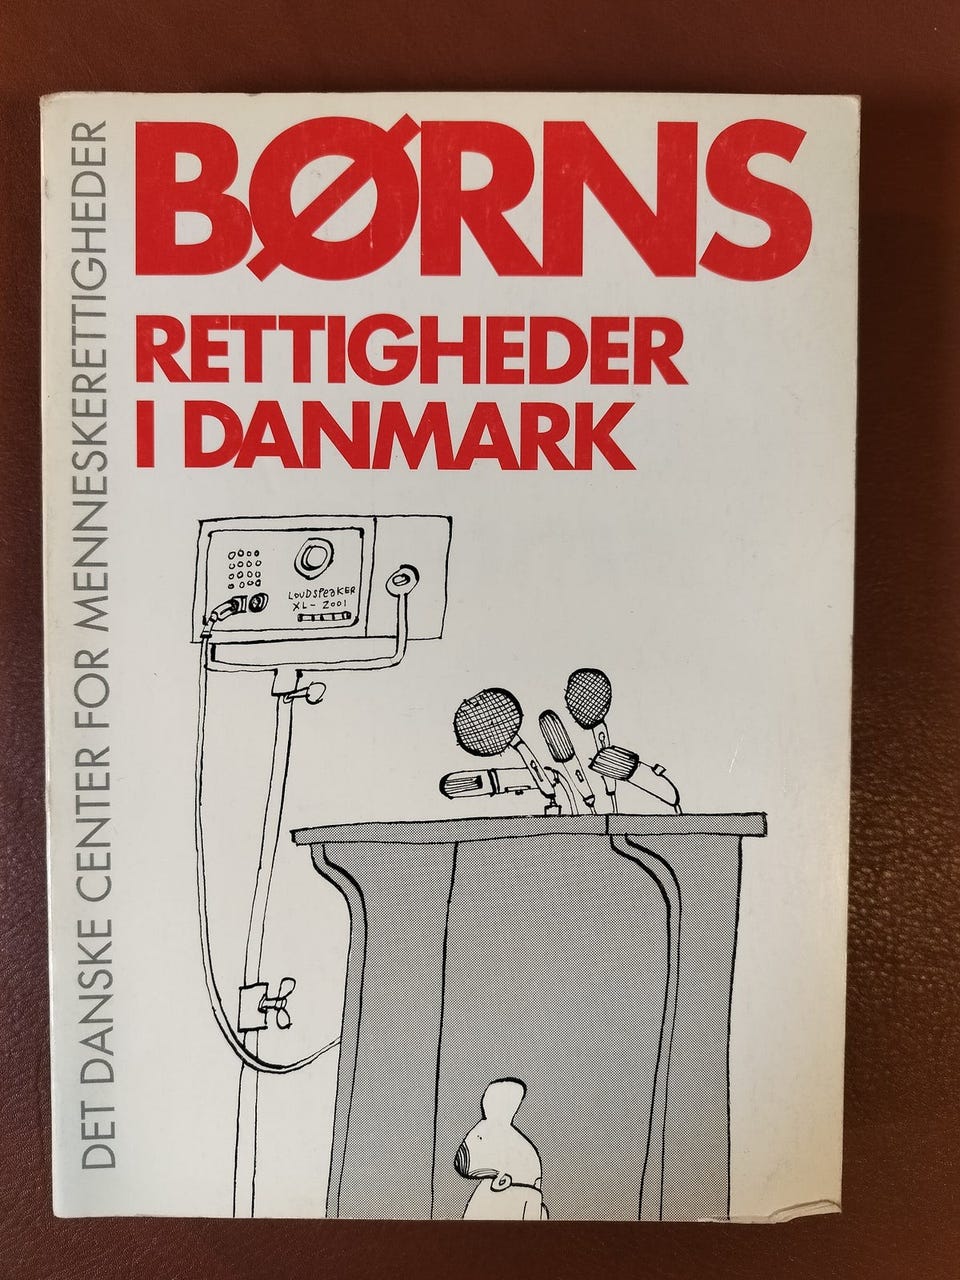 DET DANSKE CENTER FOR MENNESKERETTIGHEDER
BØRNS
RETTIGHEDER
I DANMARK
LOUDSPEAKER
XL- 2001